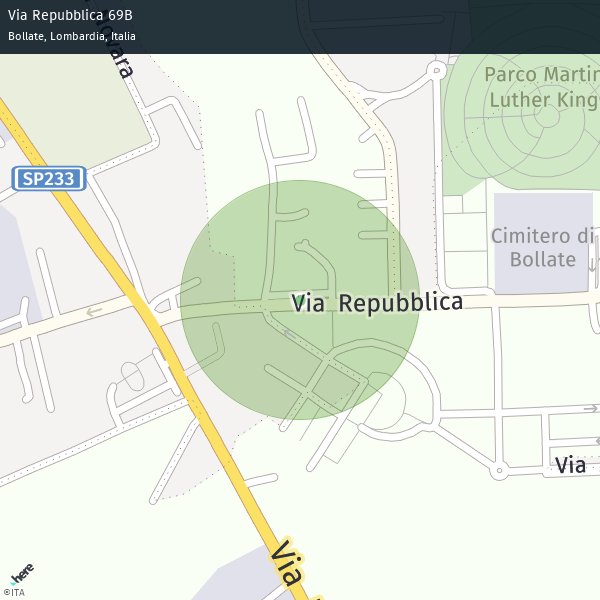 Via Repubblica 69B
Bollate, Lombardia, Italia
Novara
Parco Martin
Luther King
SP233
Cimitero di
Bollate
Via Repubblica
Via
Via
here
©ITA